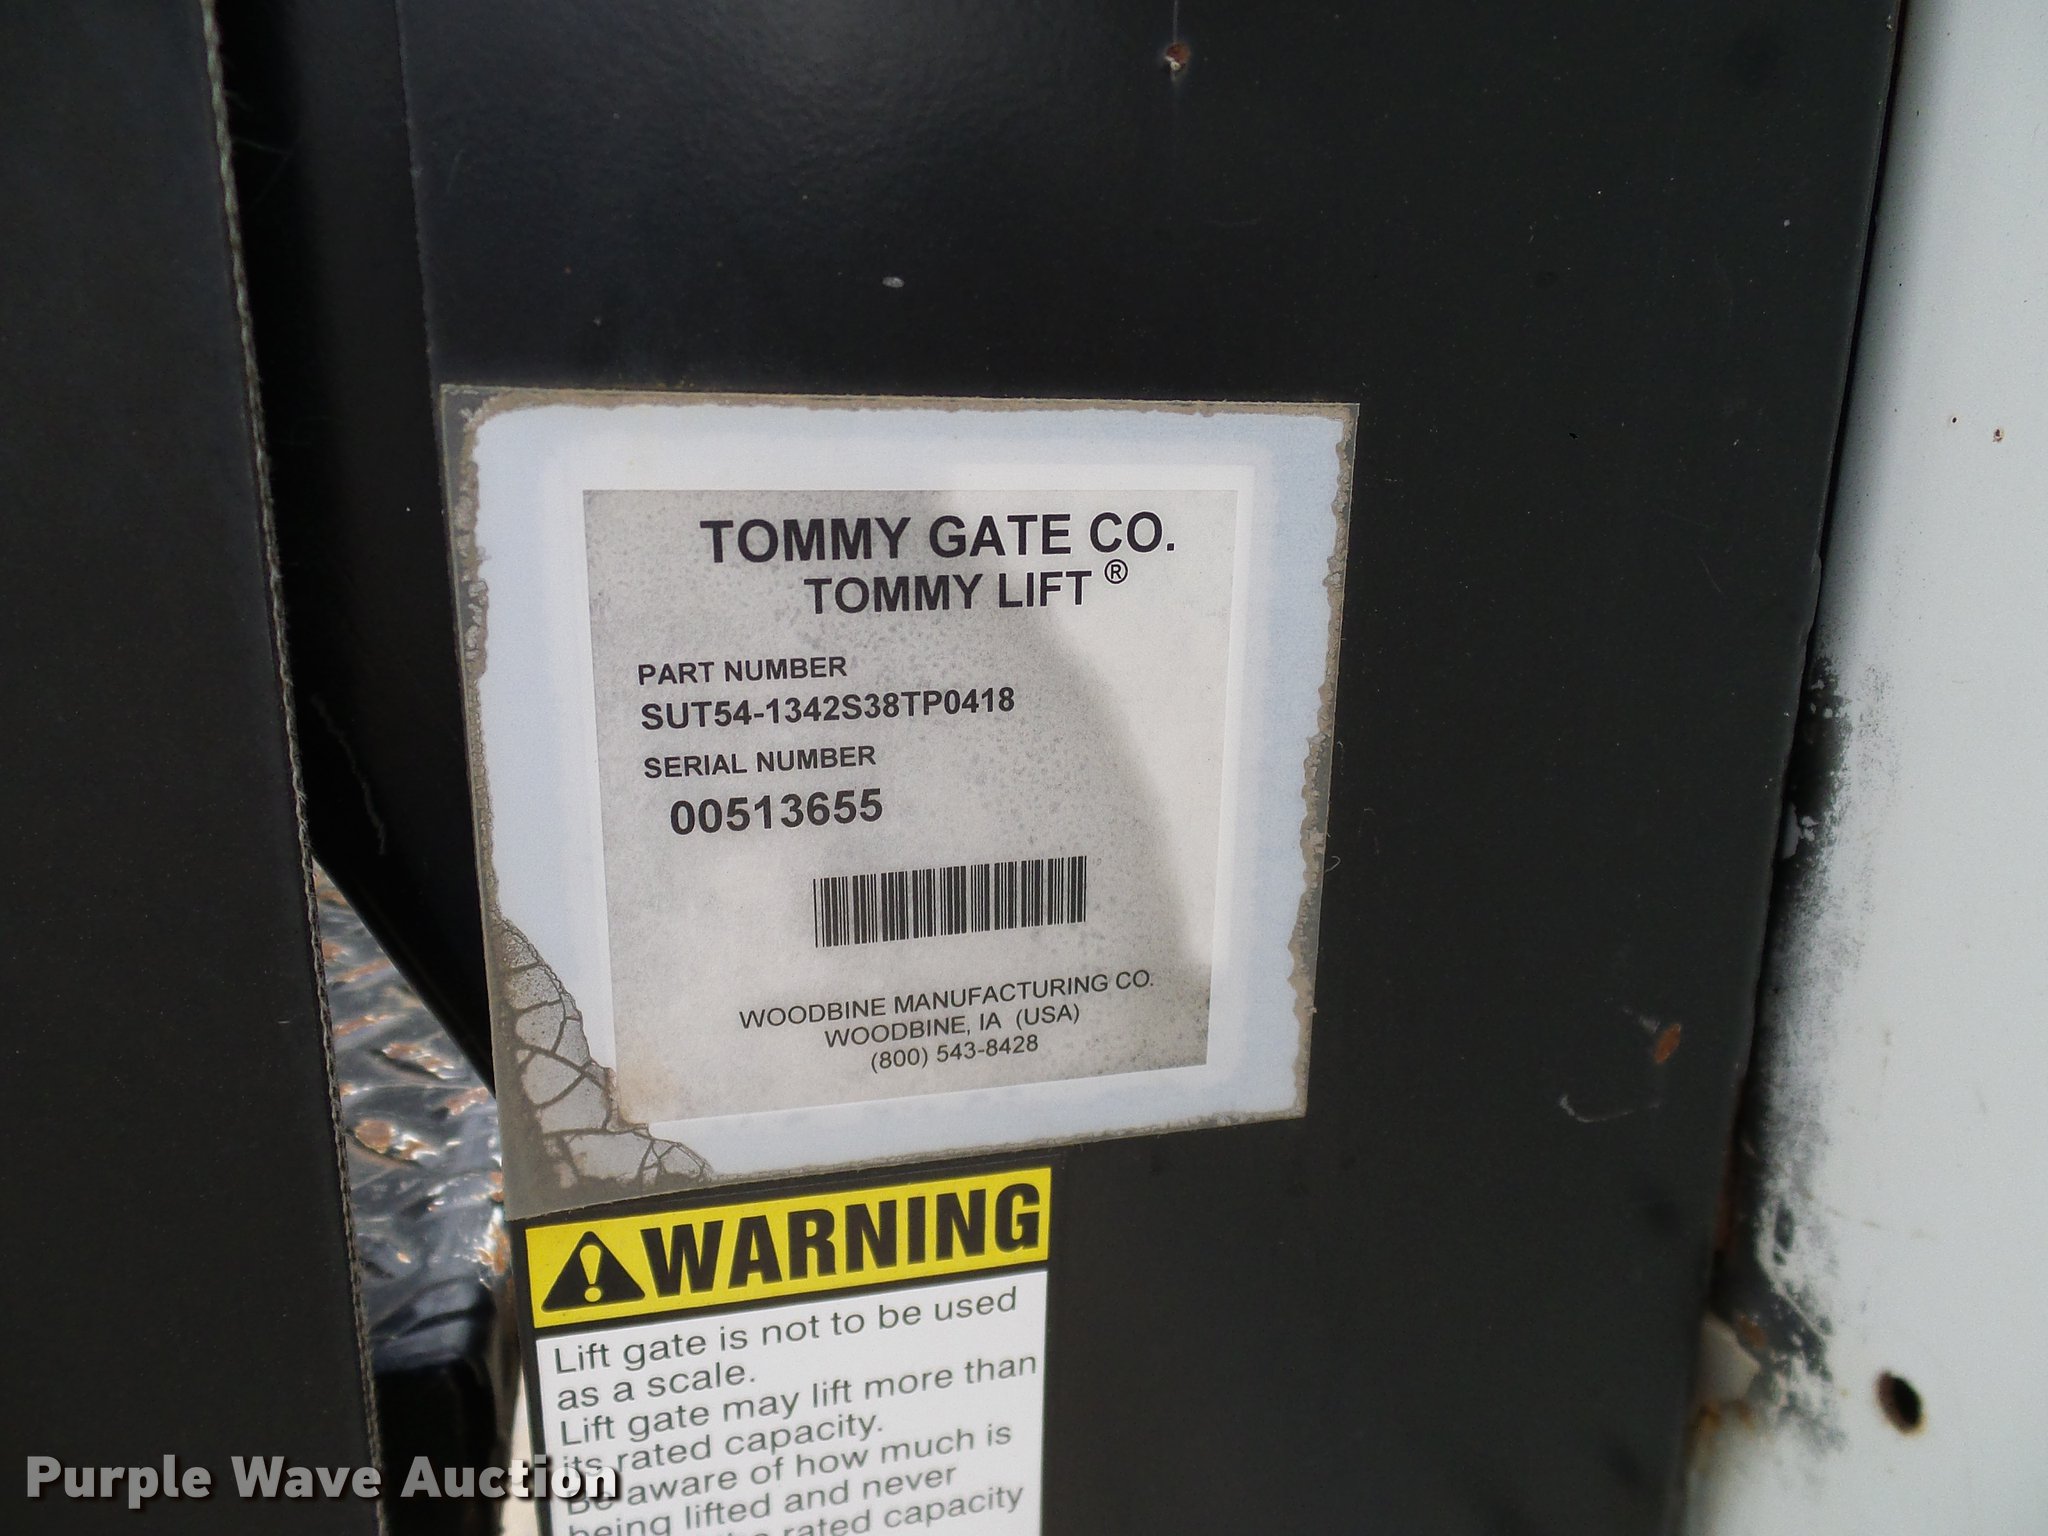 TOMMY GATE CO.
TOMMY LIFT ®
PART NUMBER
SUT54-1342S38TP0418
SERIAL NUMBER
00513655
WOODBINE MANUFACTURING CO.
WOODBINE, IA (USA)
(800) 543-8428
WARNING
Lift gate is not to be used
as a scale.
Lift gate may lift more than
its rated capacity.
Be aware of how much is
being lifted and never
rated capacity
Purple Wave Auction